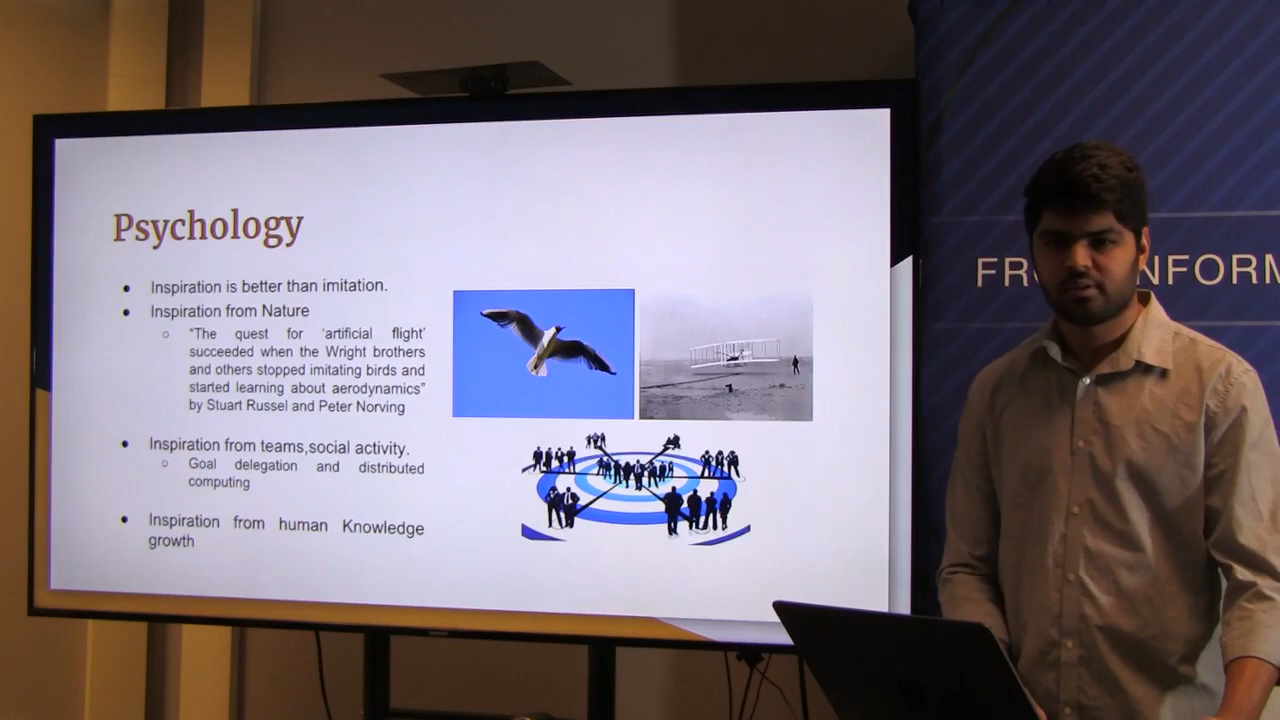 Psychology
Inspiration is better than imitation.
Inspiration from Nature
"The quest for 'artificial flight'
succeeded when the Wright brothers
and others stopped imitating birds and
started learning about aerodynamics"
by Stuart Russel and Peter Norving
Inspiration from teams,social activity.
Goal delegation and distributed
computing
Inspiration from human Knowledge
growth
FR
NFORM